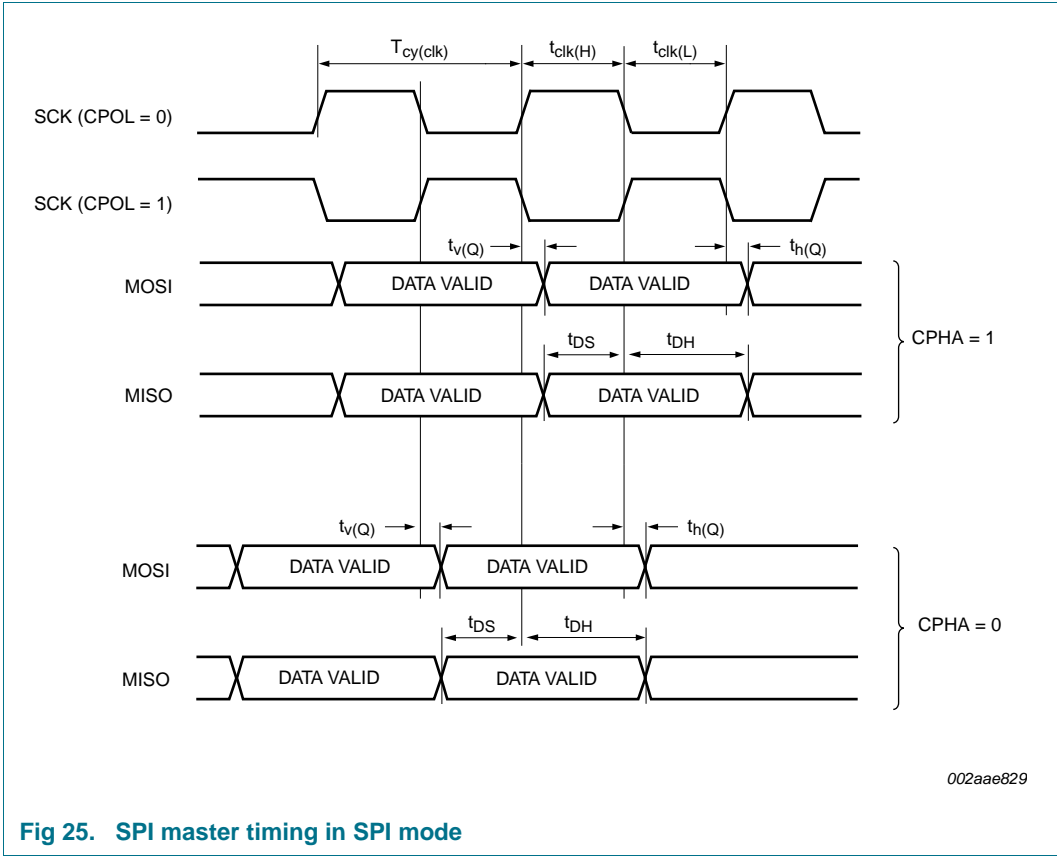 Tcy(clk) tclk(H) tclk(L)
SCK (CPOL = 0)
SCK (CPOL = 1)
tv(Q) th(Q)
MOSI DATA VALID DATA VALID
CPHA = 1
tDS tDH
MISO DATA VALID DATA VALID
tv(Q) th(Q)
MOSI DATA VALID DATA VALID
CPHA = 0
tDS tDH
MISO DATA VALID DATA VALID
002aae829
Fig 25. SPI master timing in SPI mode